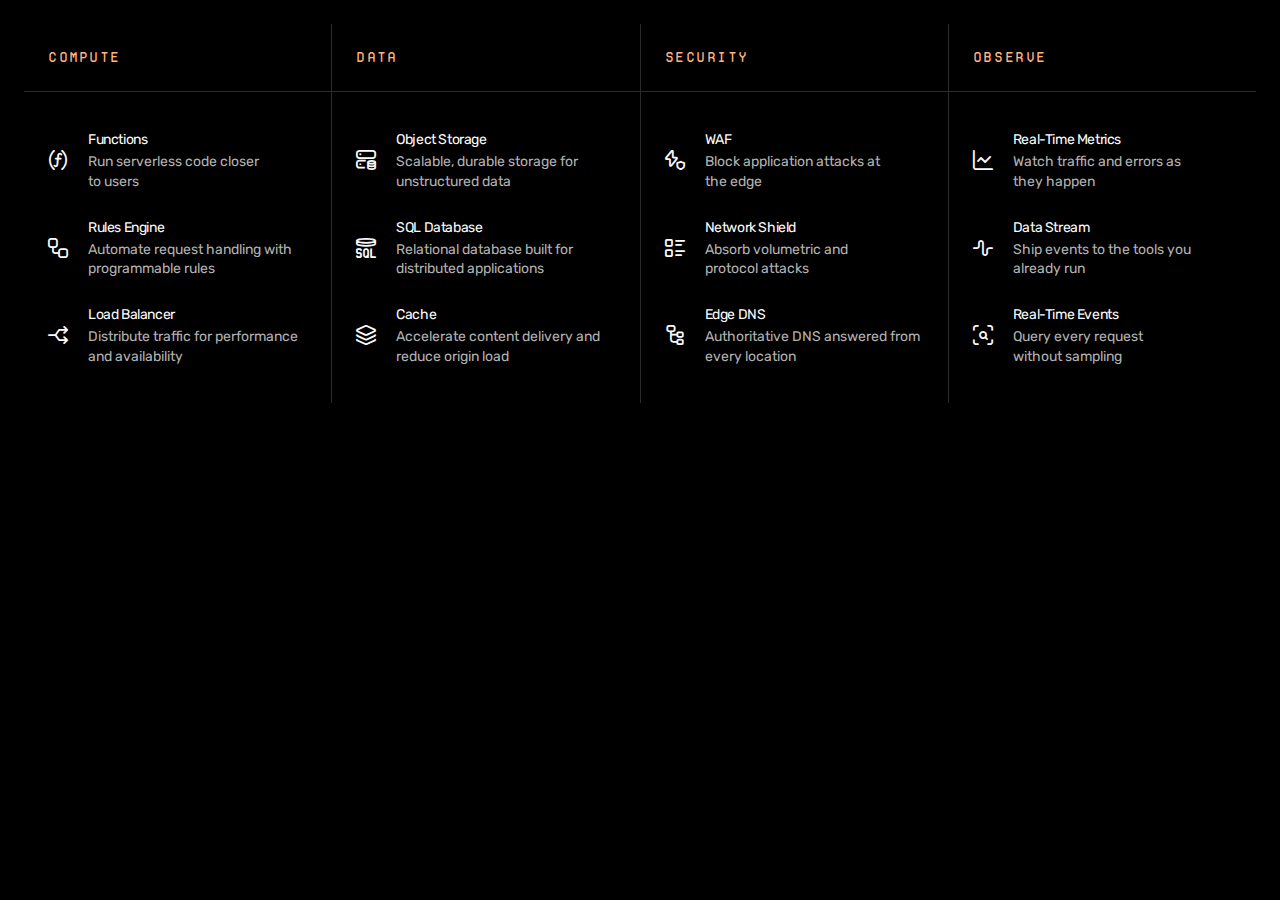 COMPUTE
Functions
Run serverless code closer
to users
Rules Engine
Automate request handling with
programmable rules
Load Balancer
Distribute traffic for performance
and availability
DATA
Object Storage
Scalable, durable storage for
unstructured data
SQL
SQL Database
Relational database built for
distributed applications
Cache
Accelerate content delivery and
reduce origin load
SECURITY
WAF
Block application attacks at
the edge
Network Shield
Absorb volumetric and
protocol attacks
Edge DNS
Authoritative DNS answered from
every location
OBSERVE
Real-Time Metrics
Watch traffic and errors as
they happen
Data Stream
Ship events to the tools you
already run
Real-Time Events
Query every request
without sampling